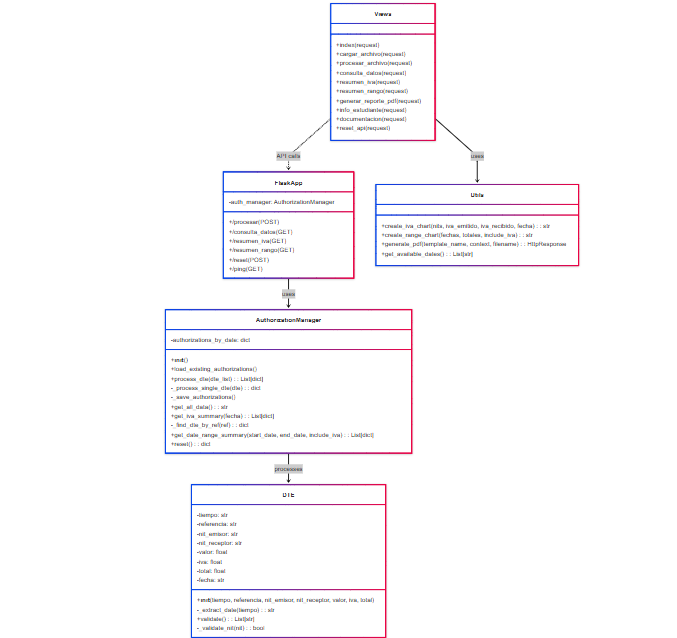 Views
+index(request)
+cargar_archivo(request)
+procesar_archivo(request)
+consulta_datos(request)
+resumen_iva(request)
+resumen_rango(request)
+generar_reporte_pdf(request)
+info_estudiante(request)
+documentacion(request)
+reset_api(request)
API calls
uses
FlaskApp
-auth_manager: AuthorizationManager
+/procesar(POST)
+/consulta_datos(GET)
+/resumen_iva(GET)
+/resumen_rango(GET)
+/reset(POST)
+/ping(GET)
Utils
+create_iva_chart(nits, iva_emitido, iva_recibido, fecha) : : str
+create_range_chart(fechas, totales, include_iva) : : str
+generate_pdf(template_name, context, filename) : : HttpResponse
+get_available_dates() : : List[str]
uses
AuthorizationManager
-authorizations_by_date: dict
+init()
+load_existing_authorizations()
+process_dte(dte_list) : : List[dict]
-_process_single_dte(dte) : : dict
-_save_authorizations()
+get_all_data() : : str
+get_iva_summary(fecha) : : List[dict]
-_find_dte_by_ref(ref) : : dict
+get_date_range_summary(start_date, end_date, include_iva) : : List[dict]
+reset() : : dict
processes
DTE
-tiempo: str
-referencia: str
-nit_emisor: str
-nit_receptor: str
-valor: float
-iva: float
-total: float
-fecha: str
+init(tiempo, referencia, nit_emisor, nit_receptor, valor, iva, total)
-_extract_date(tiempo) : : str
+validate() : : List[str]
-_validate_nit(nit) : : bool